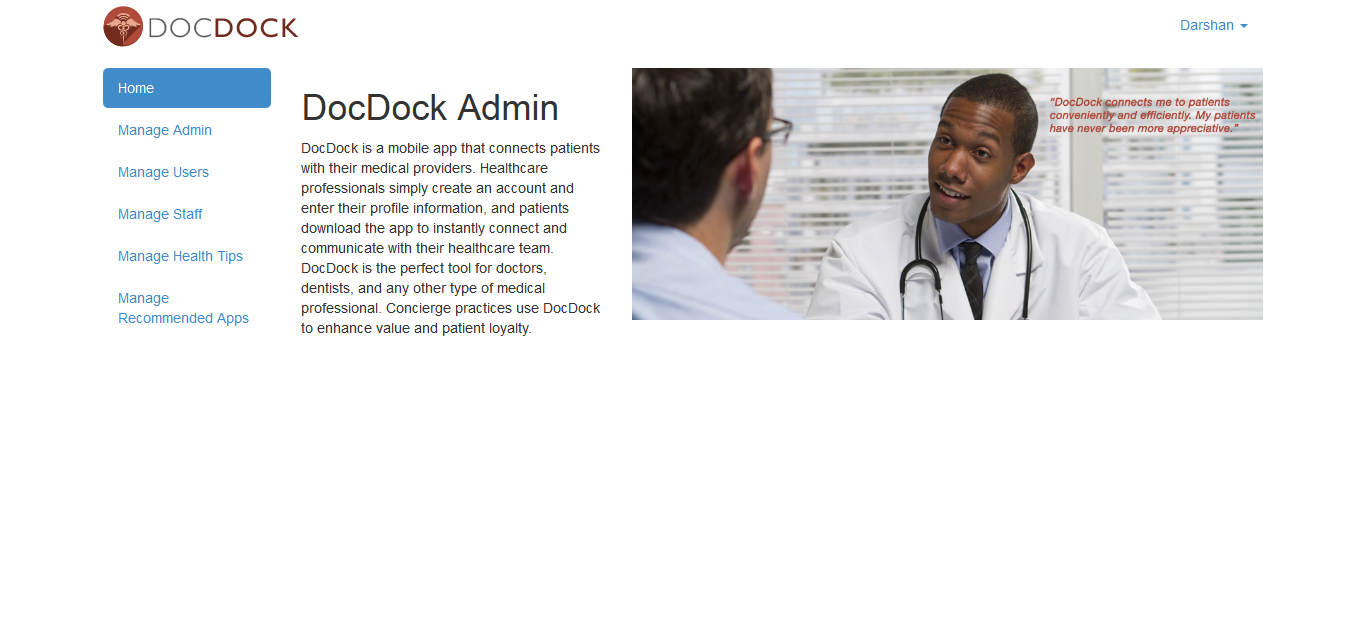 DOCDOCK
Darshan
Home
Manage Admin
Manage Users
Manage Staff
Manage Health Tips
Manage
Recommended Apps
DocDock Admin
DocDock is a mobile app that connects patients
with their medical providers. Healthcare
professionals simply create an account and
enter their profile information, and patients
download the app to instantly connect and
communicate with their healthcare team.
DocDock is the perfect tool for doctors,
dentists, and any other type of medical
professional. Concierge practices use DocDock
to enhance value and patient loyalty.
“DocDock connects me to patients
conveniently and efficiently. My patients
have never been more appreciative.”